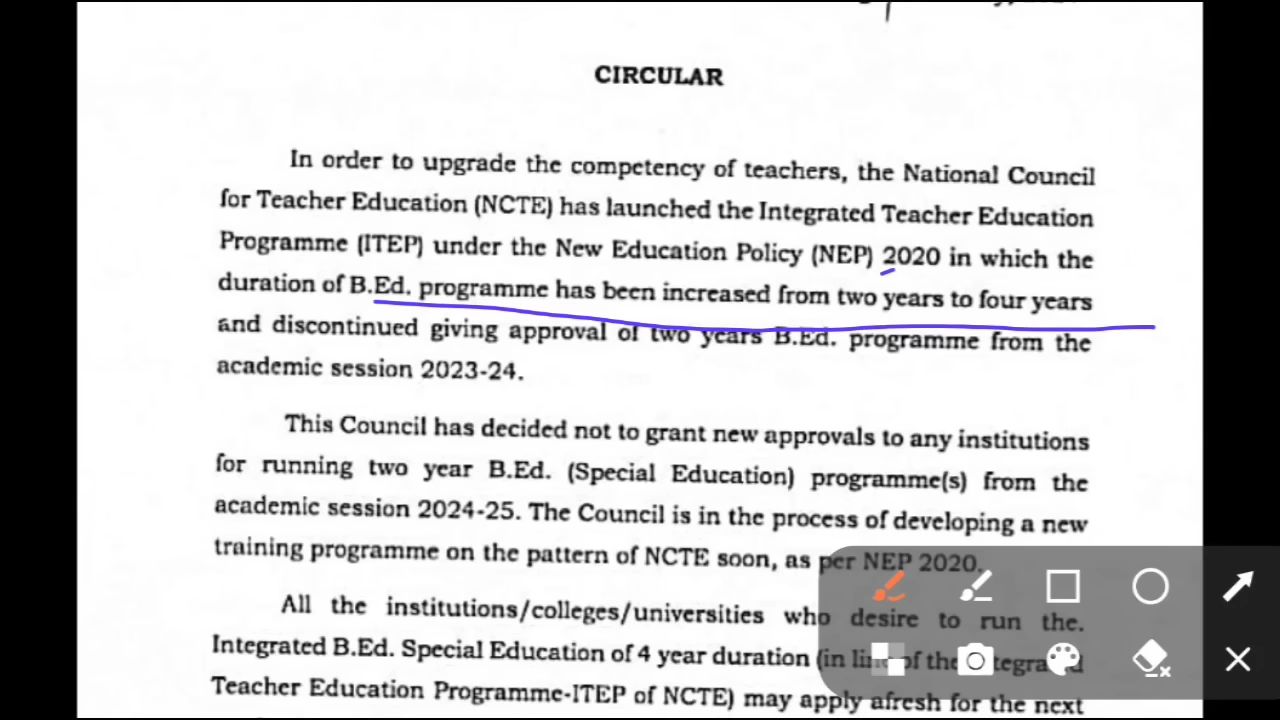 CIRCULAR
In order to upgrade the competency of teachers, the National Council
for Teacher Education (NCTE) has launched the Integrated Teacher Education
Programme (ITEP) under the New Education Policy (NEP) 2020 in which the
duration of B.Ed. programme has been increased from two years to four years
and discontinued giving approval of two years B.Ed. programme from the
academic session 2023-24.
This Council has decided not to grant new approvals to any institutions
for running two year B.Ed. (Special Education) programme(s) from the
academic session 2024-25. The Council is in the process of developing a new
training programme on the pattern of NCTE soon, as per NEP 2020.
All the institutions/colleges/universities who desire to run the.
Integrated B.Ed. Special Education of 4 year duration (in line of the Integrated
Teacher Education Programme-ITEP of NCTE) may apply afresh for the next